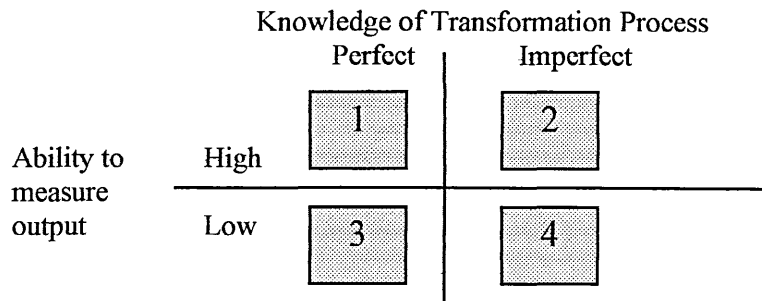 Knowledge of Transformation Process
Perfect Imperfect
1 2
Ability to
measure
output
High
Low
3 4